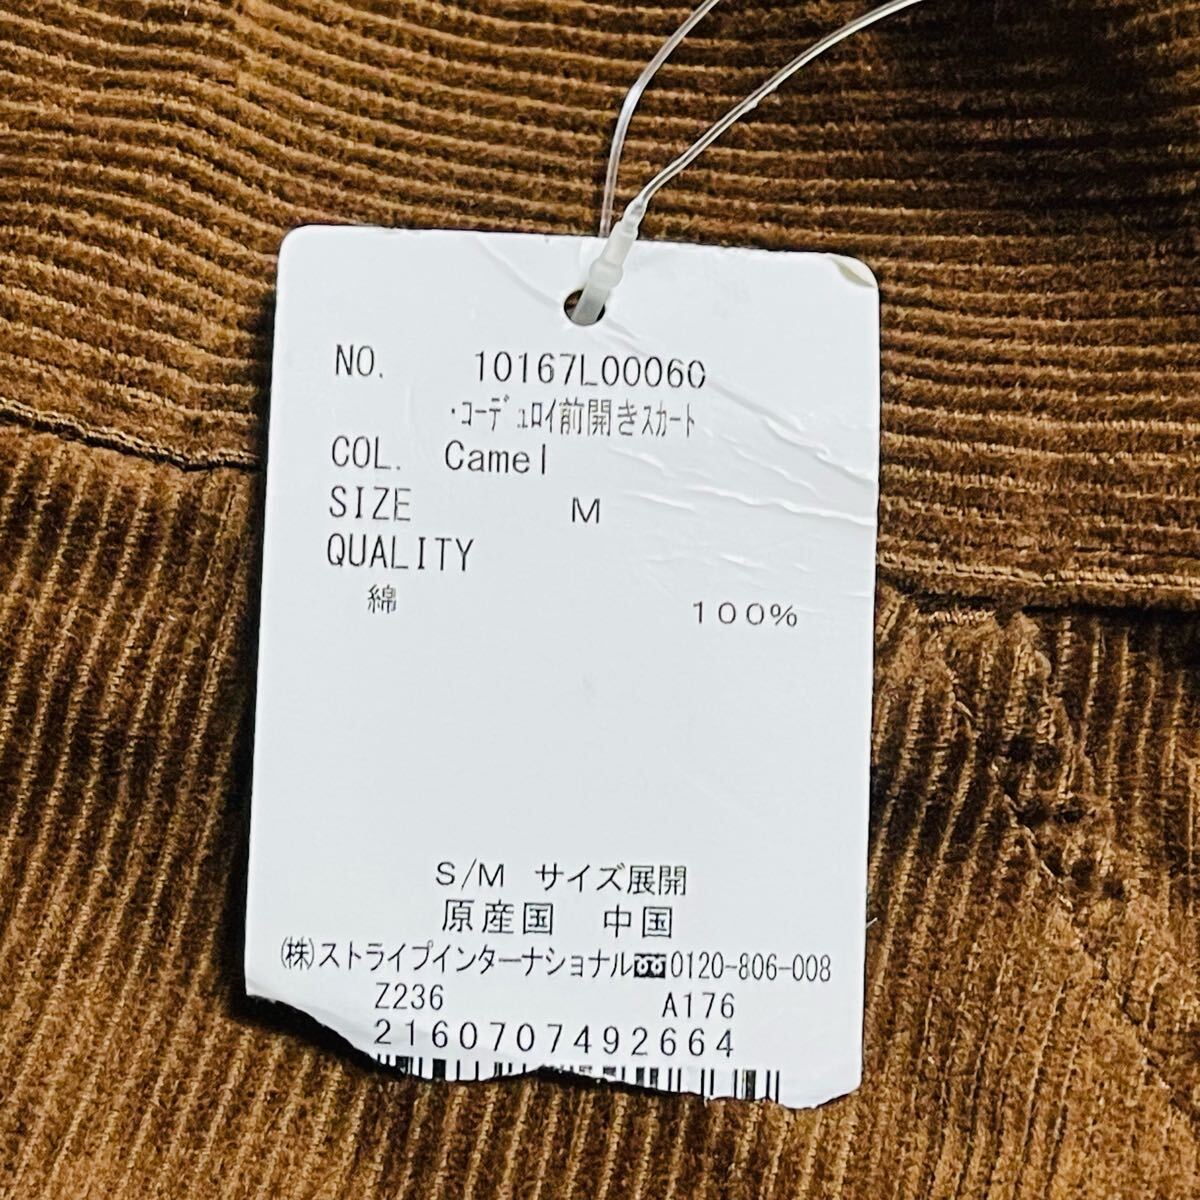 NO. 10167L00060
・ｺｰﾃﾞｭﾛｲ前開きｽｶｰﾄ
COL. Camel
SIZE M
QUALITY
綿 100%
S/M サイズ展開
原産国 中国
(株)ストライプインターナショナル 0120-806-008
Z236 A176
2160707492664